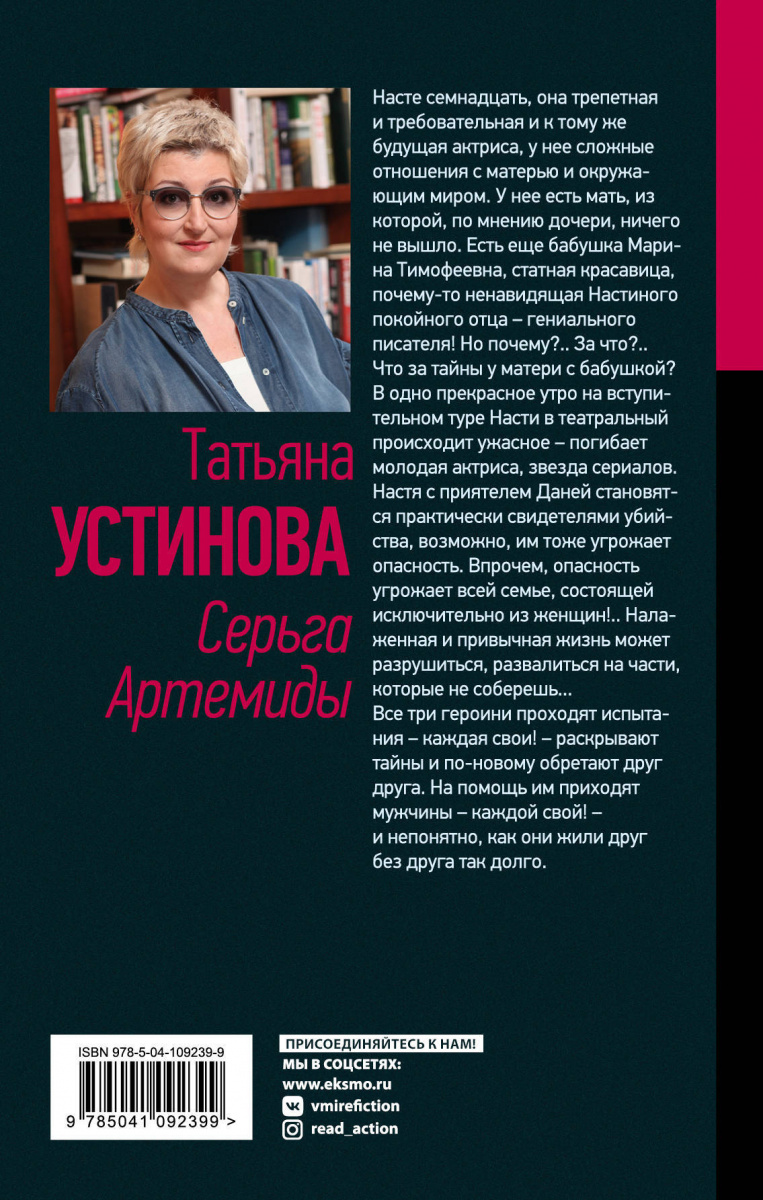 Насте семнадцать, она трепетная
и требовательная и к тому же
будущая актриса, у нее сложные
отношения с матерью и окружа-
ющим миром. У нее есть мать, из
которой, по мнению дочери, ничего
не вышло. Есть еще бабушка Мари-
на Тимофеевна, статная красавица,
почему-то ненавидящая Настиного
покойного отца – гениального
писателя! Но почему?.. За что?..
Что за тайны у матери с бабушкой?
В одно прекрасное утро на вступи-
тельном туре Насти в театральный
происходит ужасное – погибает
молодая актриса, звезда сериалов.
Настя с приятелем Даней становят-
ся практически свидетелями убий-
ства, возможно, им тоже угрожает
опасность. Впрочем, опасность
угрожает всей семье, состоящей
исключительно из женщин!.. Нала-
женная и привычная жизнь может
разрушиться, развалиться на части,
которые не соберешь...
Все три героини проходят испыта-
ния – каждая свои! – раскрывают
тайны и по-новому обретают друг
друга. На помощь им приходят
мужчины – каждой свой! –
и непонятно, как они жили друг
без друга так долго.
Татьяна
УСТИНОВА
Серьга
Артемиды
ISBN 978-5-04-109239-9
9 785041 092399 >
ПРИСОЕДИНЯЙТЕСЬ К НАМ!
МЫ В СОЦСЕТЯХ:
www.eksmo.ru
vmirefiction
read_action